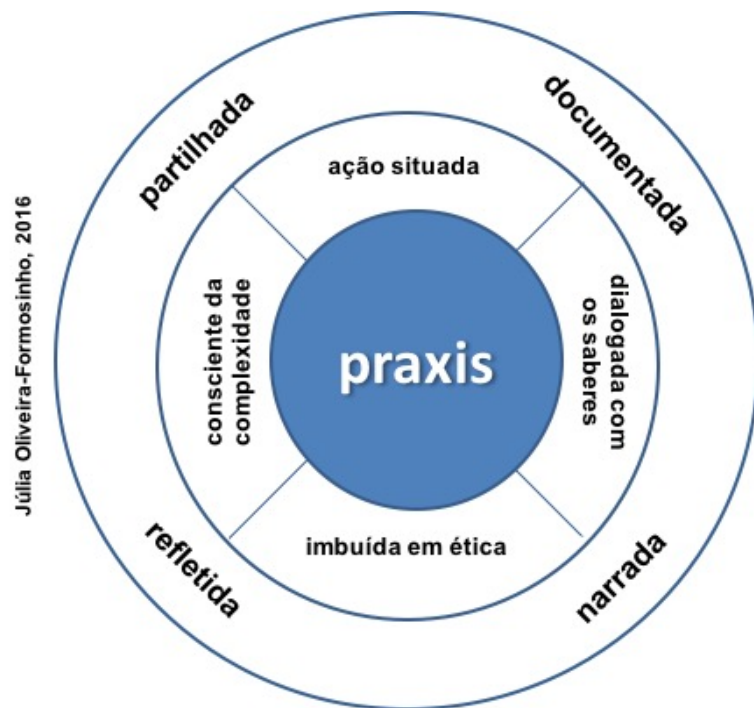 partilhada
documentada
ação situada
Júlia Oliveira-Formosinho, 2016
consciente da
complexidade
praxis
dialogada com
os saberes
imbuída em ética
refletida
narrada